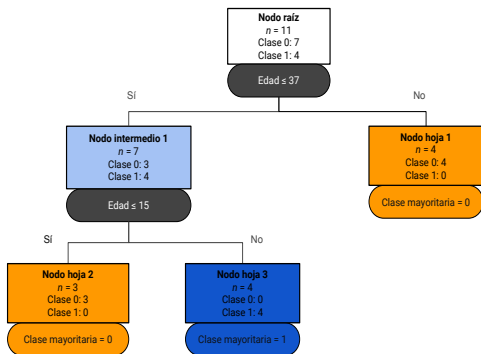 Nodo raíz
n = 11
Clase 0: 7
Clase 1: 4
Edad ≤ 37
Sí
No
Nodo intermedio 1
n = 7
Clase 0: 3
Clase 1: 4
Edad ≤ 15
Nodo hoja 1
n = 4
Clase 0: 4
Clase 1: 0
Clase mayoritaria = 0
Sí
No
Nodo hoja 2
n = 3
Clase 0: 3
Clase 1: 0
Clase mayoritaria = 0
Nodo hoja 3
n = 4
Clase 0: 0
Clase 1: 4
Clase mayoritaria = 1